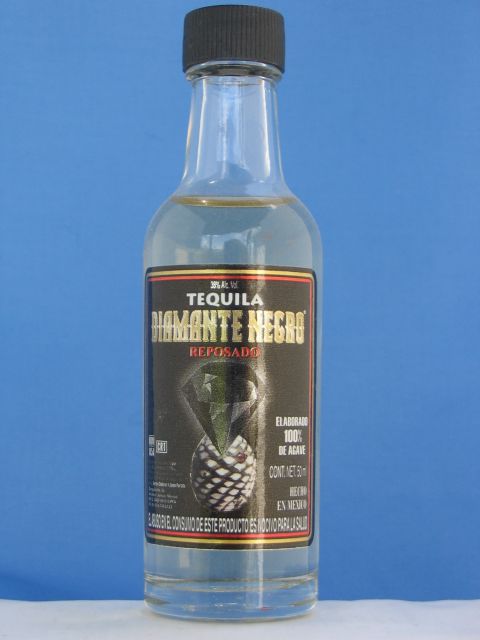 38% Alc. Vol.
TEQUILA
DIAMANTE NEGRO
REPOSADO
ELABORADO
100%
DE AGAVE
CRT
CONT. NET. 50 ml
HECHO
EN MEXICO
EL ABUSO EN EL CONSUMO DE ESTE PRODUCTO ES NOCIVO PARA LA SALUD